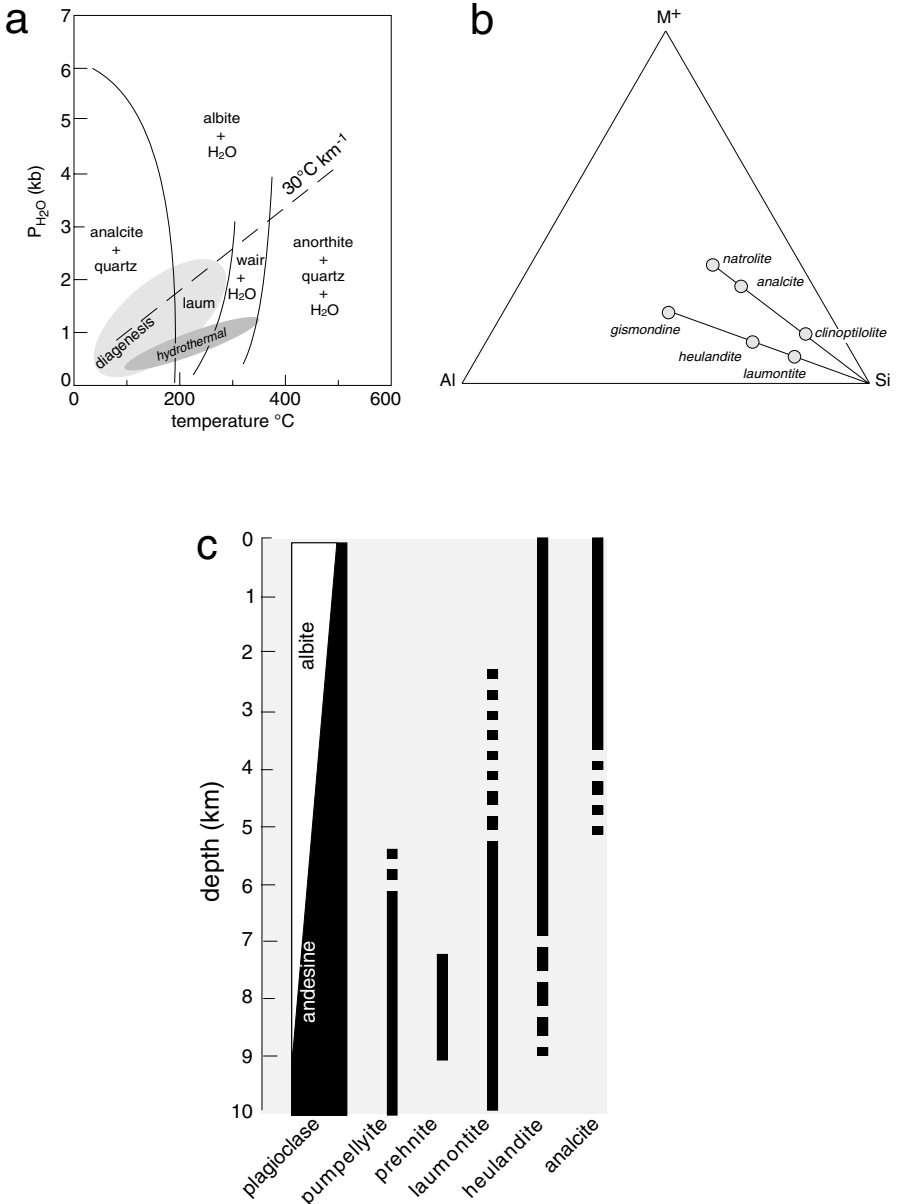 a
7
6
5
4
3
2
1
0
P_H₂O (kb)
0
200
400
600
temperature °C
albite
+
H₂O
30°C km⁻¹
analcite
+
quartz
wair
+
H₂O
anorthite
+
quartz
+
H₂O
laum
diagenesis
hydrothermal
b
M⁺
Al
Si
natrolite
analcite
gismondine
clinoptilolite
heulandite
laumontite
c
0
1
2
3
4
5
6
7
8
9
10
depth (km)
albite
andesine
plagioclase
pumpellyite
prehnite
laumontite
heulandite
analcite